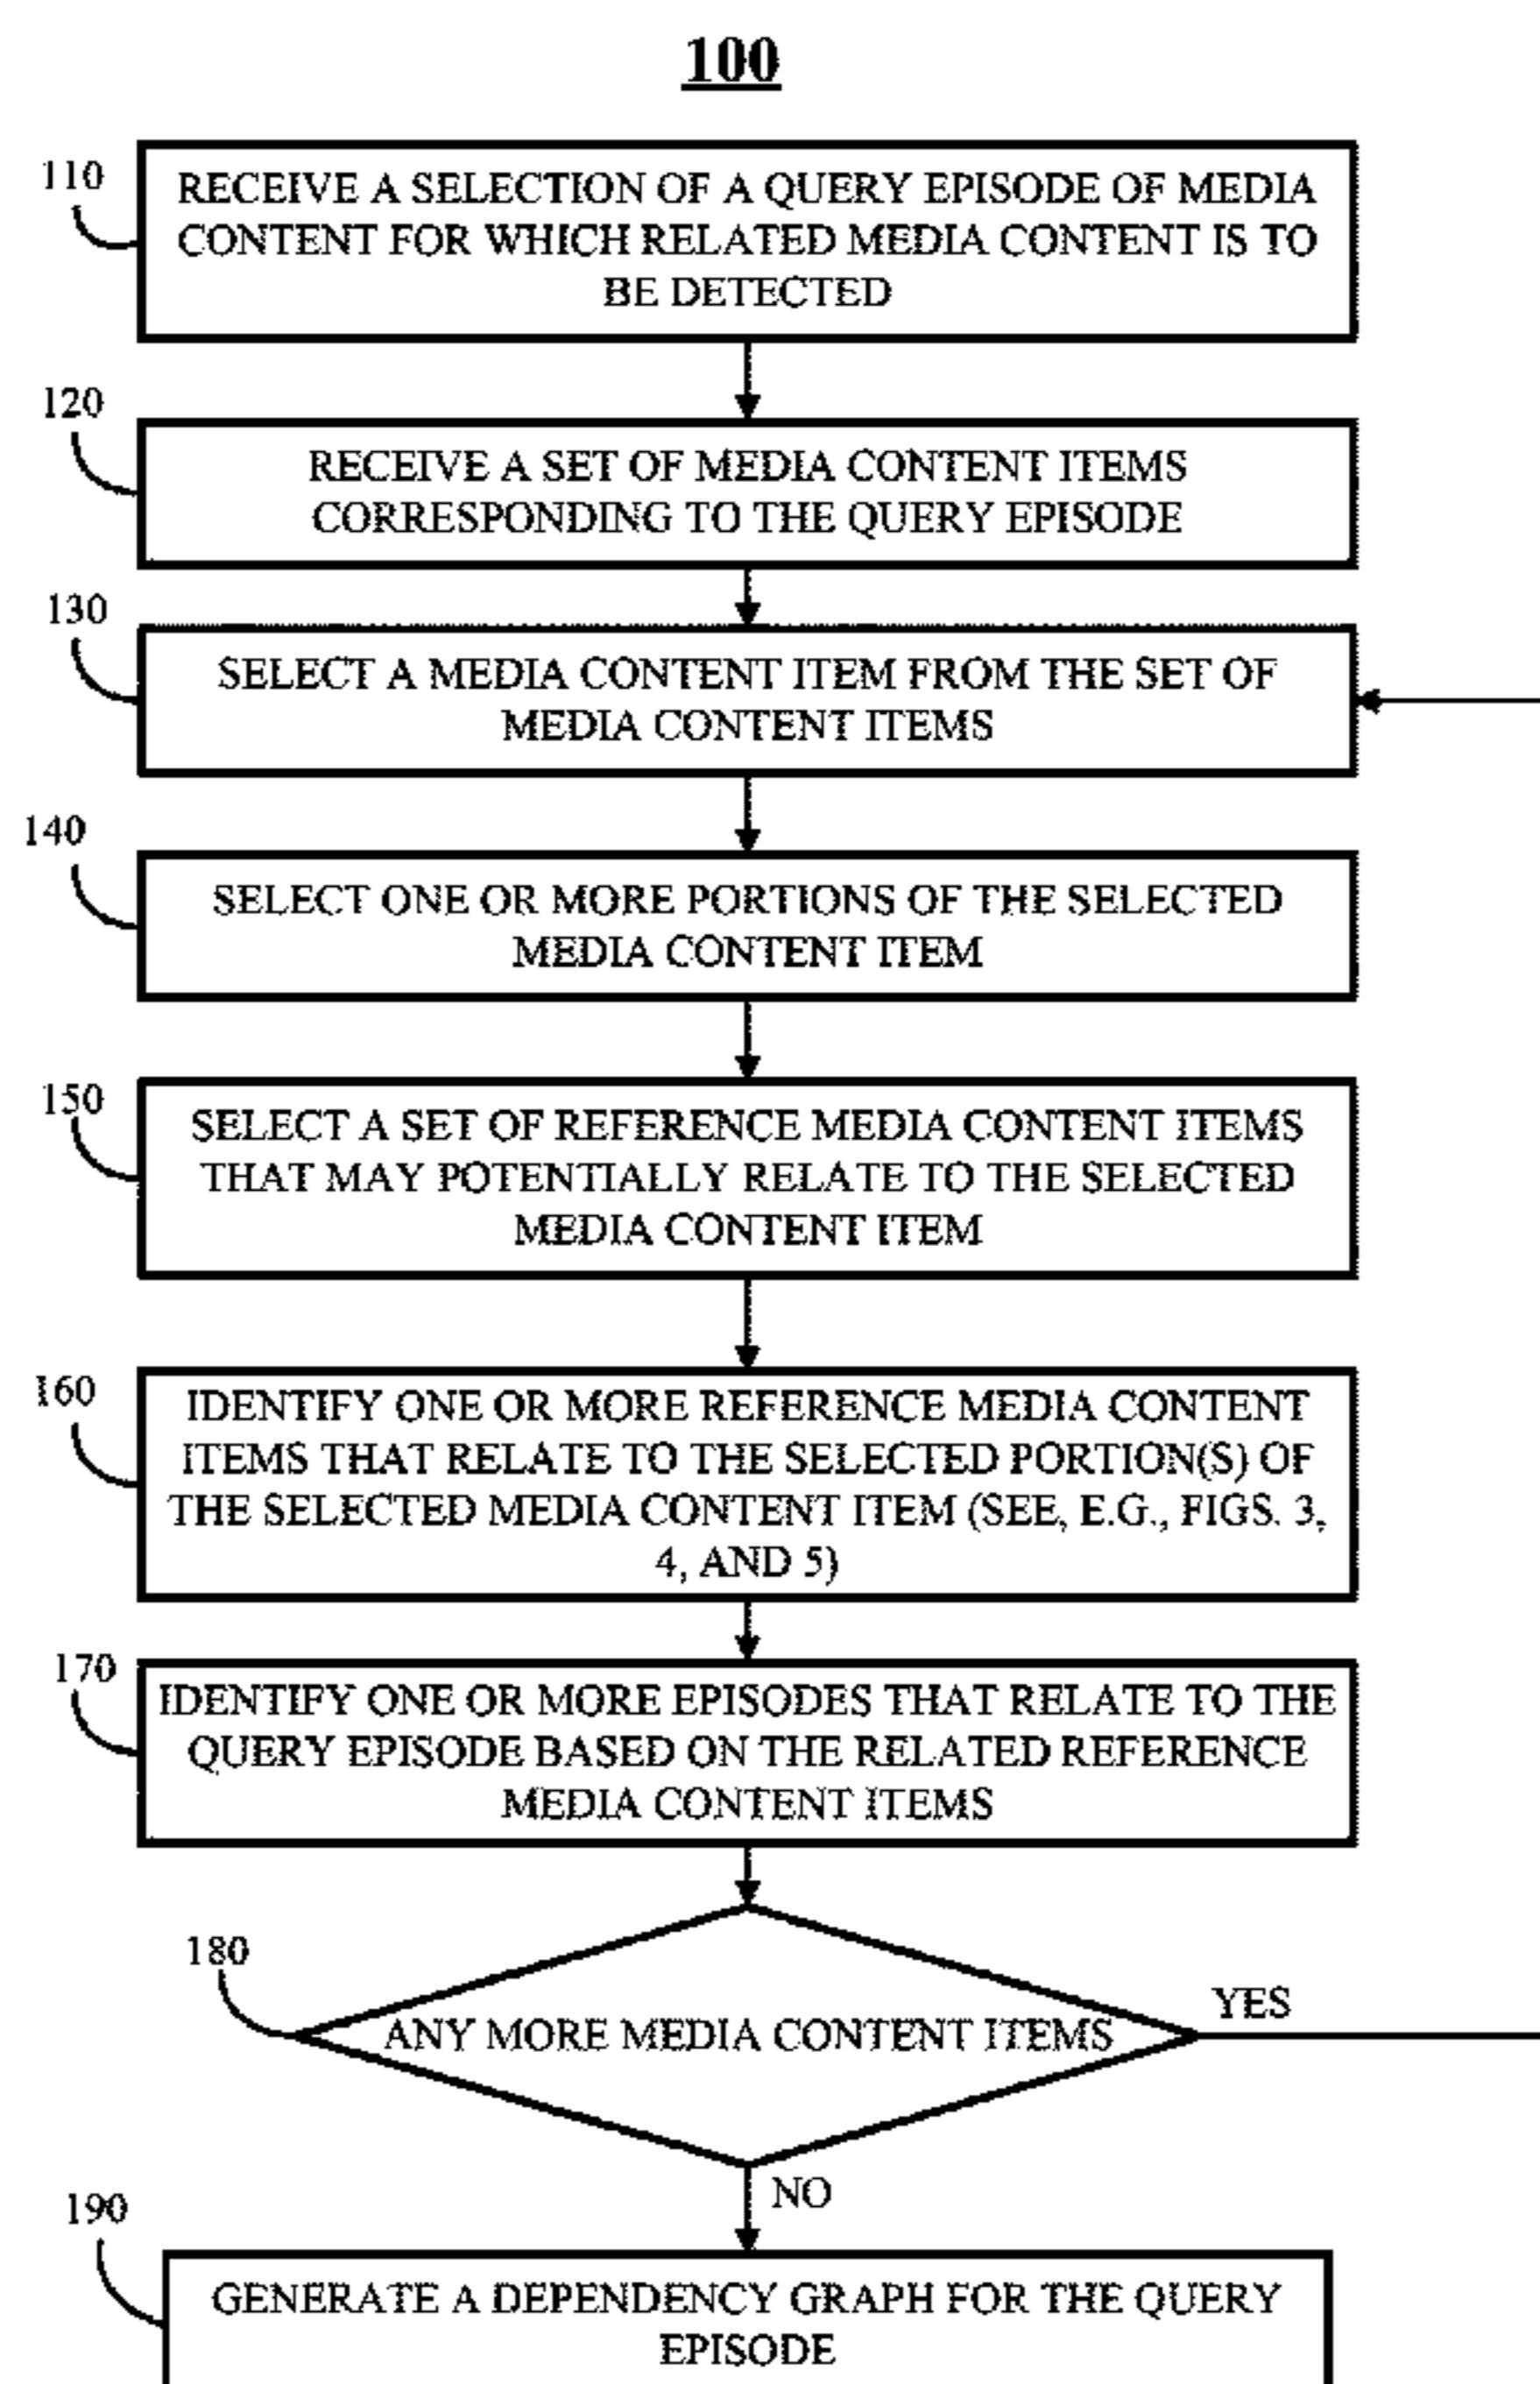 100
110
RECEIVE A SELECTION OF A QUERY EPISODE OF MEDIA
CONTENT FOR WHICH RELATED MEDIA CONTENT IS TO
BE DETECTED
120
RECEIVE A SET OF MEDIA CONTENT ITEMS
CORRESPONDING TO THE QUERY EPISODE
130
SELECT A MEDIA CONTENT ITEM FROM THE SET OF
MEDIA CONTENT ITEMS
140
SELECT ONE OR MORE PORTIONS OF THE SELECTED
MEDIA CONTENT ITEM
150
SELECT A SET OF REFERENCE MEDIA CONTENT ITEMS
THAT MAY POTENTIALLY RELATE TO THE SELECTED
MEDIA CONTENT ITEM
160
IDENTIFY ONE OR MORE REFERENCE MEDIA CONTENT
ITEMS THAT RELATE TO THE SELECTED PORTION(S) OF
THE SELECTED MEDIA CONTENT ITEM (SEE, E.G., FIGS. 3,
4, AND 5)
170
IDENTIFY ONE OR MORE EPISODES THAT RELATE TO THE
QUERY EPISODE BASED ON THE RELATED REFERENCE
MEDIA CONTENT ITEMS
180
ANY MORE MEDIA CONTENT ITEMS
YES
NO
190
GENERATE A DEPENDENCY GRAPH FOR THE QUERY
EPISODE